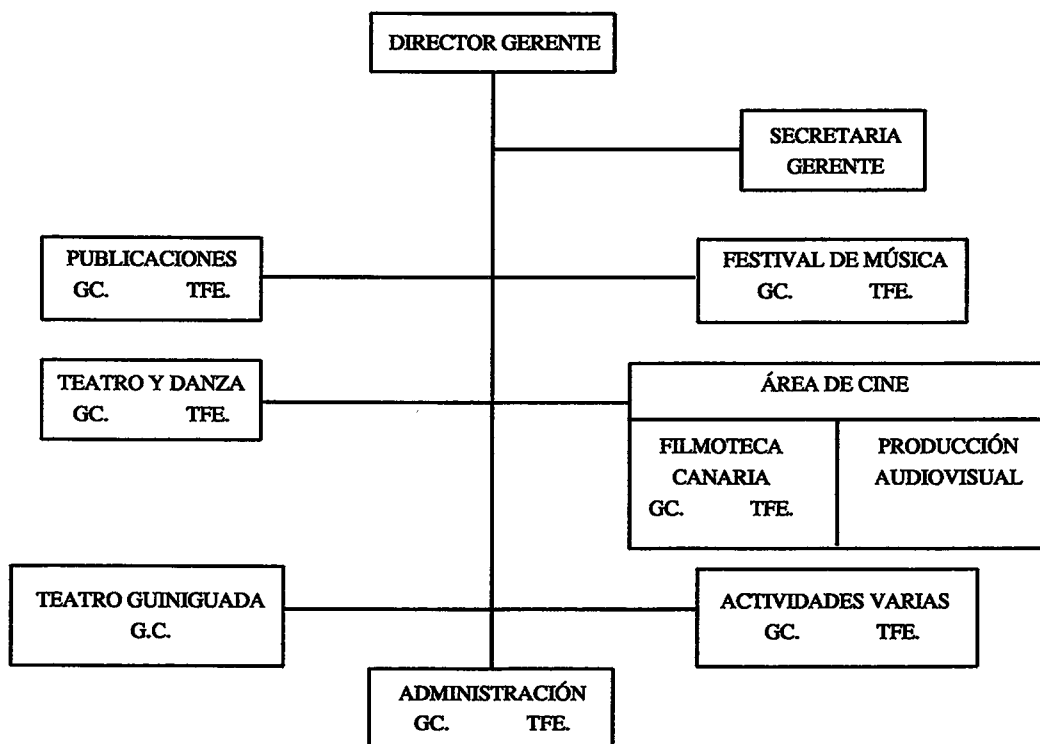 DIRECTOR GERENTE
SECRETARIA
GERENTE
PUBLICACIONES
GC. TFE.
FESTIVAL DE MÚSICA
GC. TFE.
TEATRO Y DANZA
GC. TFE.
ÁREA DE CINE
FILMOTECA
CANARIA
GC. TFE.
PRODUCCIÓN
AUDIOVISUAL
TEATRO GUINIGUADA
G.C.
ACTIVIDADES VARIAS
GC. TFE.
ADMINISTRACIÓN
GC. TFE.